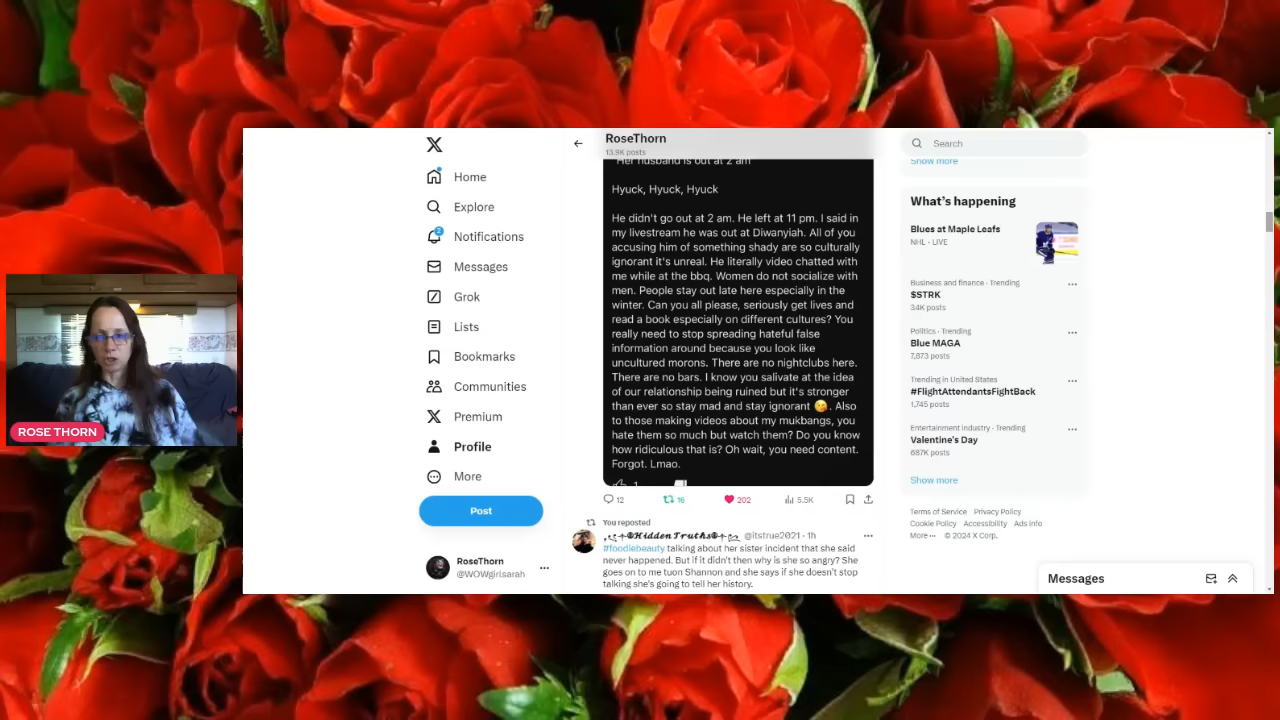 RoseThorn
13.9K posts
Search
Show more
Home
Explore
2
Notifications
Messages
Grok
Lists
Bookmarks
Communities
Premium
Profile
More
Post
RoseThorn
@WOWgirlsarah
"Her husband is out at 2 am"
Hyuck, Hyuck, Hyuck
He didn't go out at 2 am. He left at 11 pm. I said in
my livestream he was out at Diwanyiah. All of you
accusing him of something shady are so culturally
ignorant it's unreal. He literally video chatted with
me while at the bbq. Women do not socialize with
men. People stay out late here especially in the
winter. Can you all please, seriously get lives and
read a book especially on different cultures? You
really need to stop spreading hateful false
information around because you look like
uncultured morons. There are no nightclubs here.
There are no bars. I know you salivate at the idea
of our relationship being ruined but it's stronger
than ever so stay mad and stay ignorant 😘. Also
to those making videos about my mukbangs, you
hate them so much but watch them? Do you know
how ridiculous that is? Oh wait, you need content.
Forgot. Lmao.
1
12 16 202 5.5K
You reposted
HiddenTruths @itstrue2021 · 1h
#foodiebeauty talking about her sister incident that she said
never happened. But if it didn't then why is she so angry? She
goes on to me tuon Shannon and she says if she doesn't stop
talking she's going to tell her history.
What's happening
Blues at Maple Leafs
NHL · LIVE
Business and finance · Trending
$STRK
34K posts
Politics · Trending
Blue MAGA
7,873 posts
Trending in United States
#FlightAttendantsFightBack
1,745 posts
Entertainment industry · Trending
Valentine's Day
687K posts
Show more
Terms of Service Privacy Policy
Cookie Policy Accessibility Ads info
More ··· © 2024 X Corp.
Messages
ROSE THORN